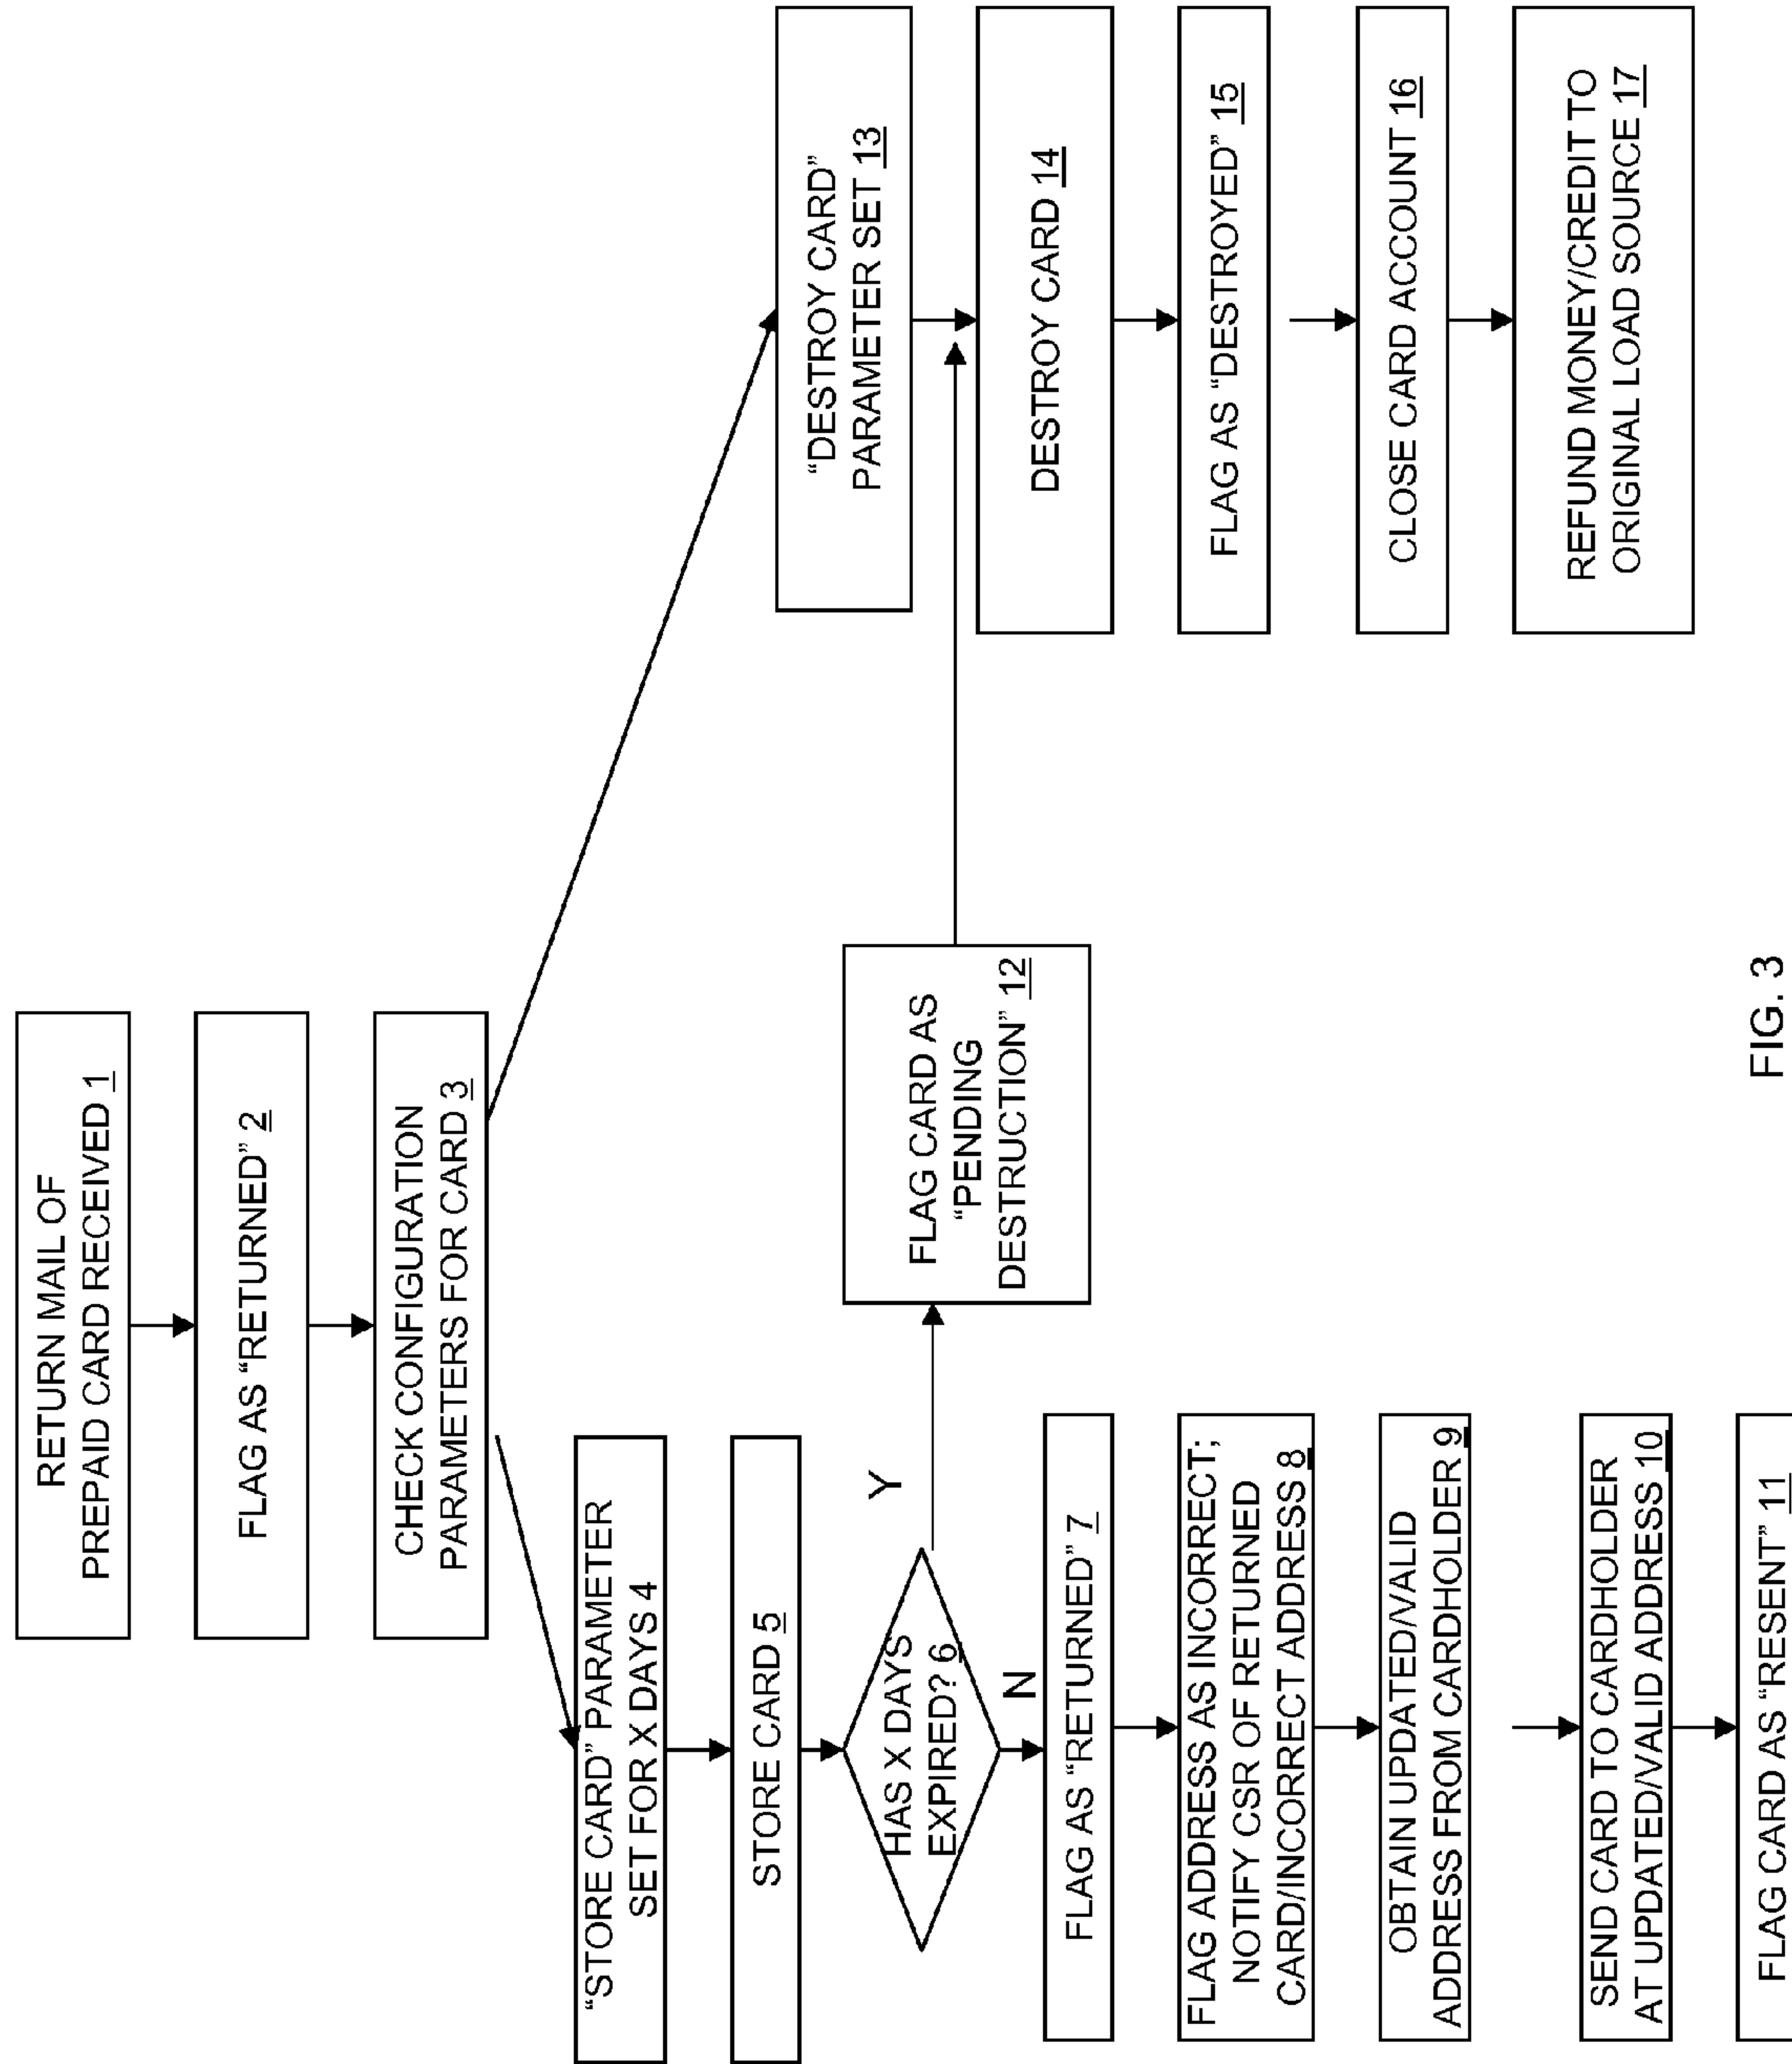 RETURN MAIL OF
PREPAID CARD RECEIVED 1
FLAG AS “RETURNED” 2
CHECK CONFIGURATION
PARAMETERS FOR CARD 3
“STORE CARD” PARAMETER
SET FOR X DAYS 4
STORE CARD 5
HAS X DAYS
EXPIRED? 6
Y
N
FLAG AS “RETURNED” 7
FLAG ADDRESS AS INCORRECT;
NOTIFY CSR OF RETURNED
CARD/INCORRECT ADDRESS 8
OBTAIN UPDATED/VALID
ADDRESS FROM CARDHOLDER 9
SEND CARD TO CARDHOLDER
AT UPDATED/VALID ADDRESS 10
FLAG CARD AS “RESENT” 11
FLAG CARD AS
“PENDING
DESTRUCTION” 12
“DESTROY CARD”
PARAMETER SET 13
DESTROY CARD 14
FLAG AS “DESTROYED” 15
CLOSE CARD ACCOUNT 16
REFUND MONEY/CREDIT TO
ORIGINAL LOAD SOURCE 17
FIG. 3